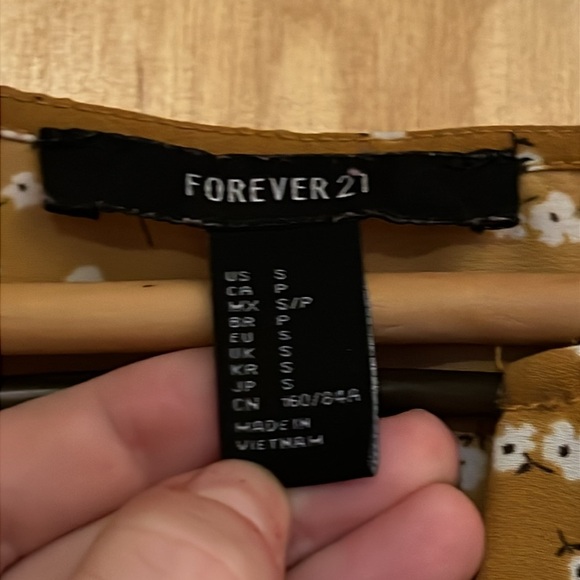 FOREVER 21
US S
CA P
MX S/P
BR P
EU S
UK S
KR S
JP S
CN 160/84A
MADE IN
VIETNAM